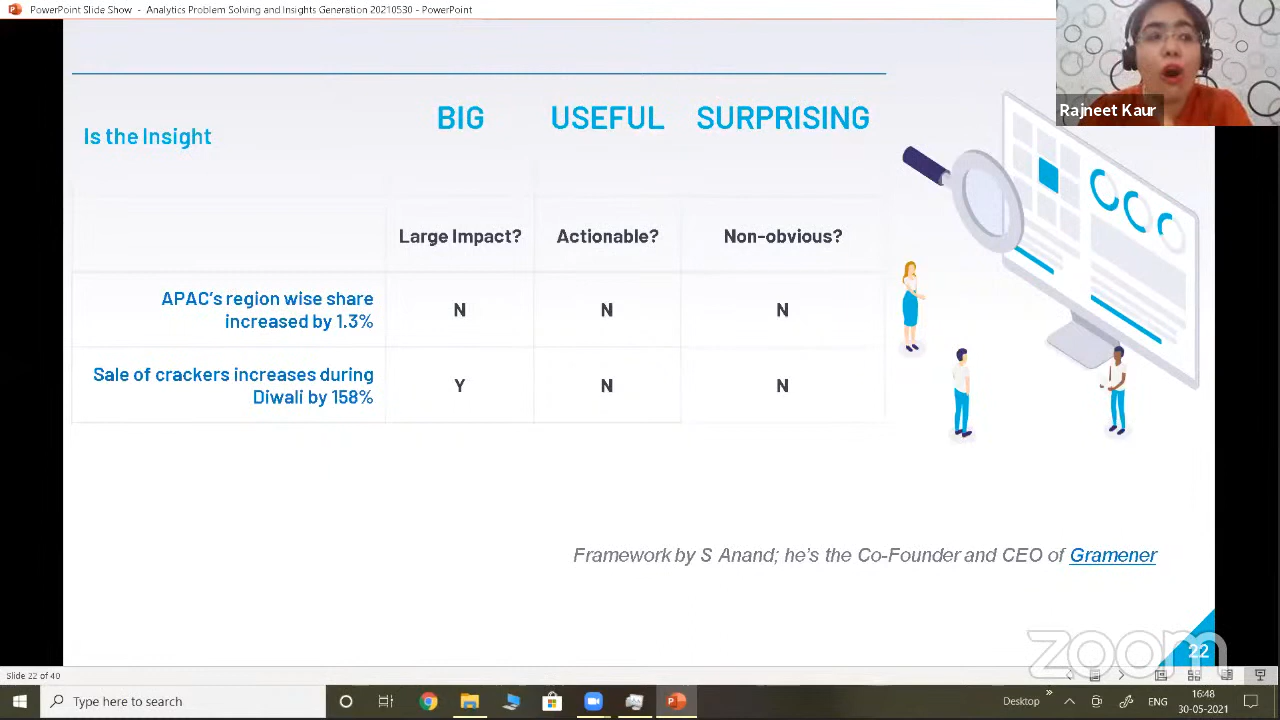 PowerPoint Slide Show - Analytics Problem Solving and Insights Generation 20210530 - PowerPoint
Rajneet Kaur
Is the Insight
BIG
USEFUL
SURPRISING
Large Impact?
Actionable?
Non-obvious?
APAC's region wise share
increased by 1.3%
N
N
N
Sale of crackers increases during
Diwali by 158%
Y
N
N
Framework by S Anand; he's the Co-Founder and CEO of Gramener
zoom
22
Slide 22 of 40
Type here to search
Desktop
ENG
16:48
30-05-2021